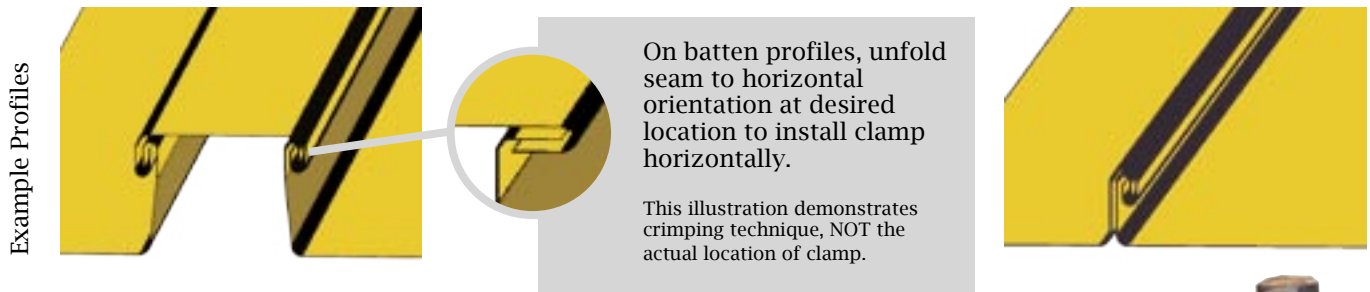 Example Profiles
On batten profiles, unfold
seam to horizontal
orientation at desired
location to install clamp
horizontally.
This illustration demonstrates
crimping technique, NOT the
actual location of clamp.